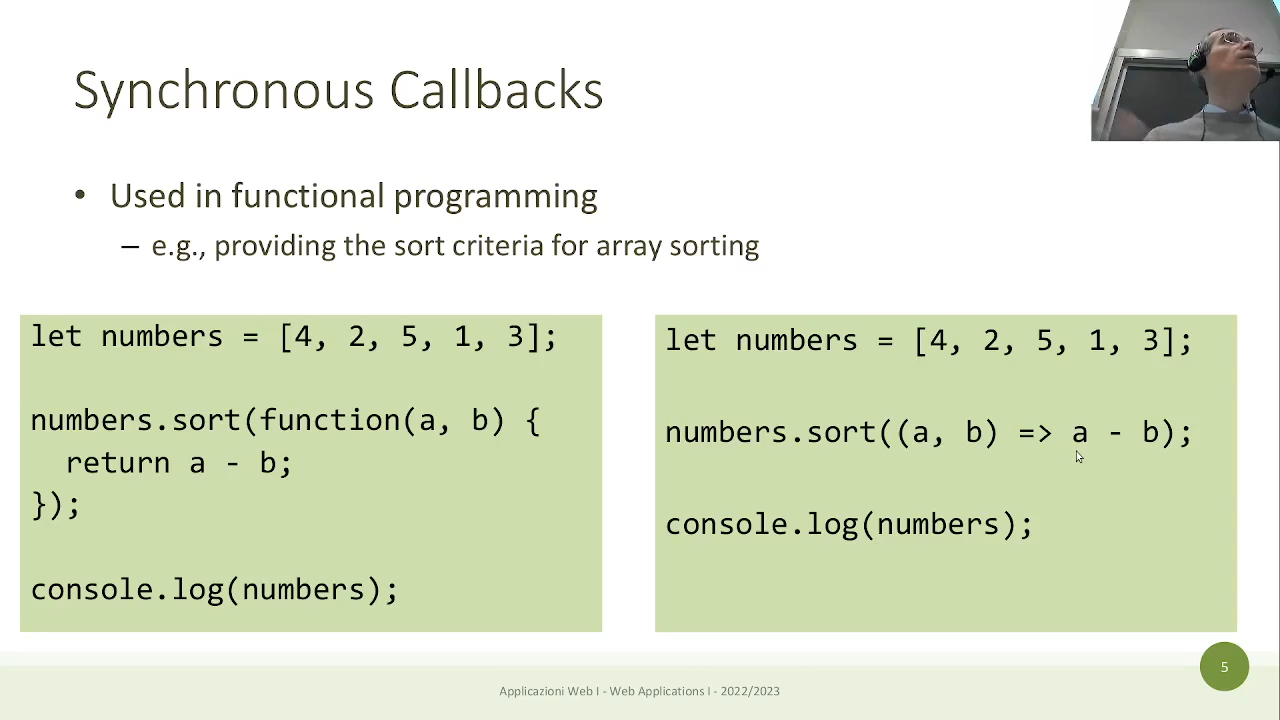 Synchronous Callbacks
• Used in functional programming
– e.g., providing the sort criteria for array sorting
let numbers = [4, 2, 5, 1, 3];
numbers.sort(function(a, b) {
  return a - b;
});
console.log(numbers);
let numbers = [4, 2, 5, 1, 3];
numbers.sort((a, b) => a - b);
console.log(numbers);
5
Applicazioni Web I - Web Applications I - 2022/2023